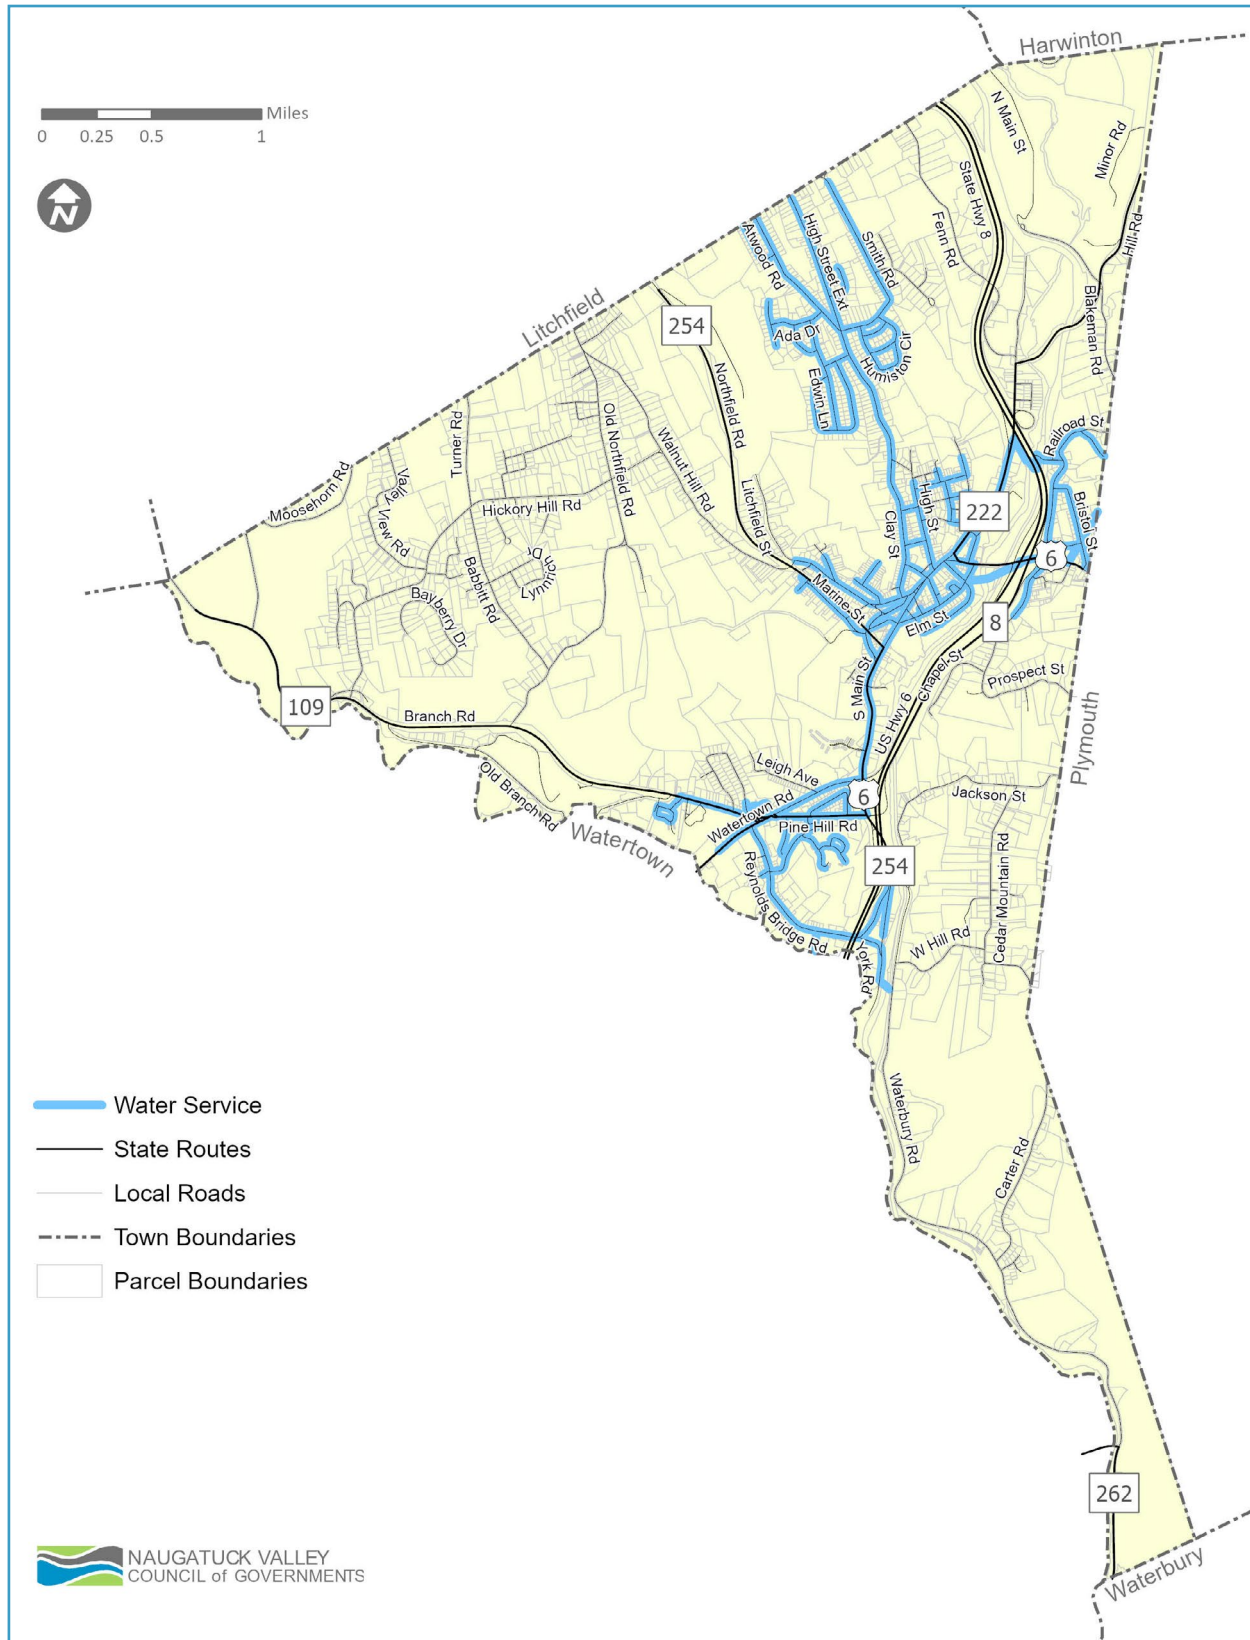 Harwinton
Miles
0 0.25 0.5 1
N
N Main St
Minor Rd
State Hwy 8
Fenn Rd
Hill Rd
Smith Rd
High Street Ext
Atwood Rd
Blakeman Rd
Litchfield
254
Ada Dr
Humiston Cir
Edwin Ln
Northfield Rd
Old Northfield Rd
Walnut Hill Rd
Turner Rd
Railroad St
Moosehorn Rd
Valley View Rd
Hickory Hill Rd
Litchfield St
High St
Clay St
222
Bristol St
6
Lynnrich Dr
Babbitt Rd
Bayberry Dr
Marine St
Elm St
8
Chapel St
Prospect St
S Main St
US Hwy 6
109
Branch Rd
Plymouth
Leigh Ave
Old Branch Rd
6
Jackson St
Watertown Rd
Pine Hill Rd
Watertown
254
Reynolds Bridge Rd
Cedar Mountain Rd
W Hill Rd
York Rd
Waterbury Rd
Carter Rd
Water Service
State Routes
Local Roads
Town Boundaries
Parcel Boundaries
262
NAUGATUCK VALLEY
COUNCIL of GOVERNMENTS
Waterbury